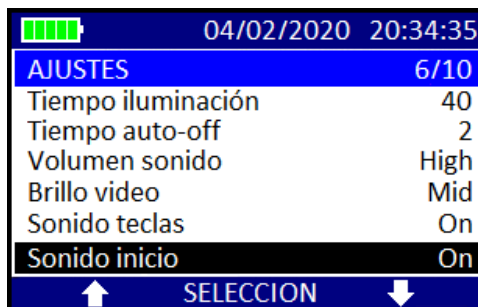 04/02/2020 20:34:35
AJUSTES 6/10
Tiempo iluminación 40
Tiempo auto-off 2
Volumen sonido High
Brillo video Mid
Sonido teclas On
Sonido inicio On
SELECCION